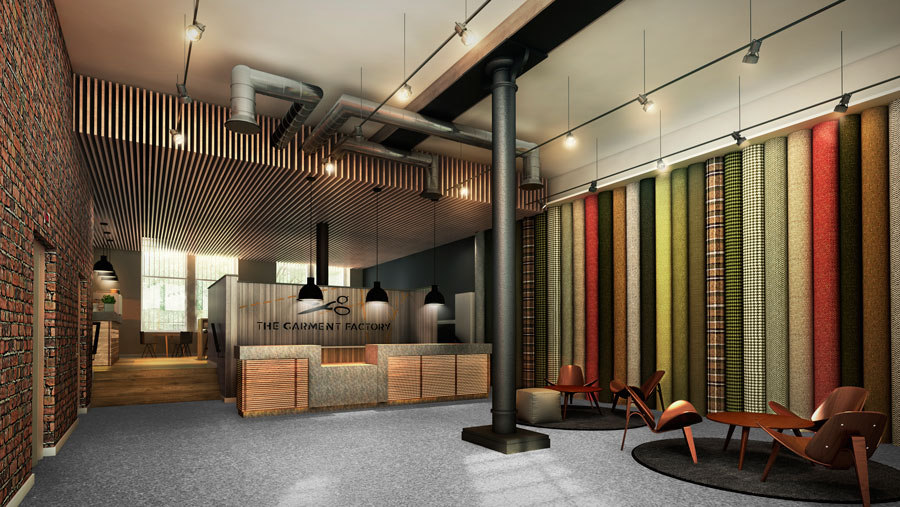 THE GARMENT FACTORY